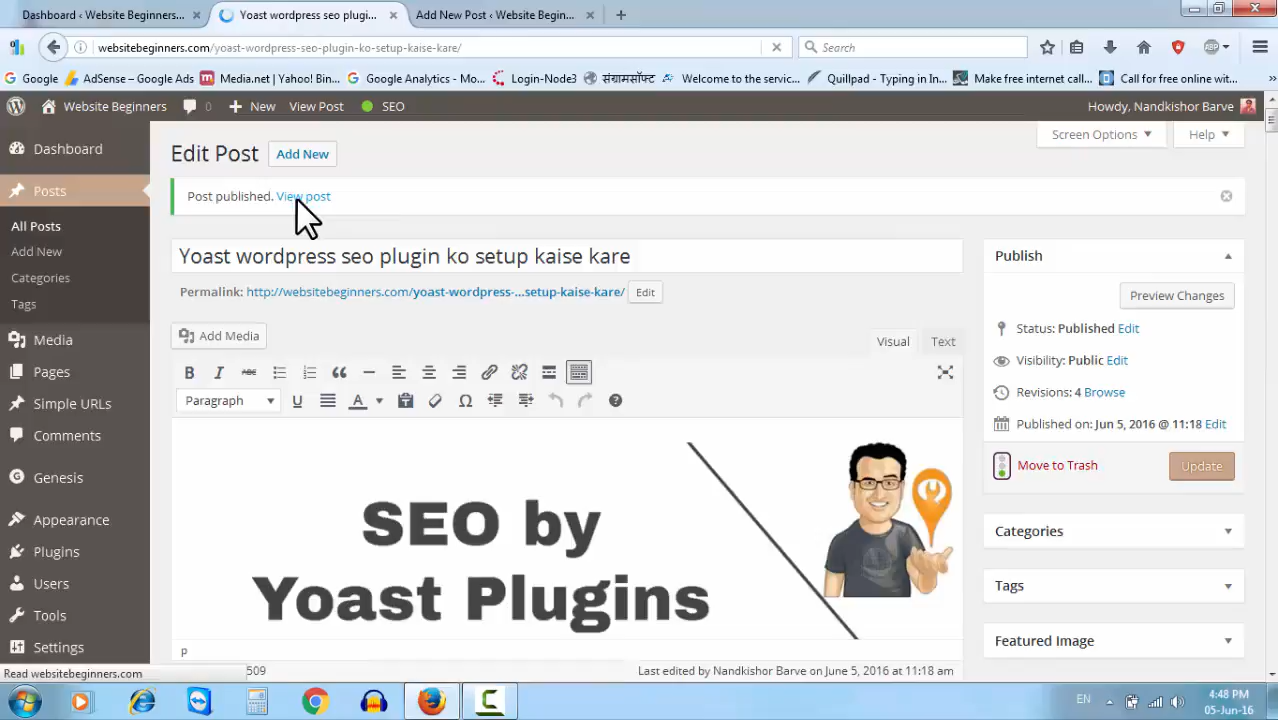 Dashboard ‹ Website Beginners...
Yoast wordpress seo plugi...
Add New Post ‹ Website Begin...
websitebeginners.com/yoast-wordpress-seo-plugin-ko-setup-kaise-kare/
Search
Google
AdSense – Google Ads
Media.net | Yahoo! Bin...
Google Analytics - Mo...
Login-Node3
संग्रामसॉफ्ट
Welcome to the servic...
Quillpad - Typing in In...
Make free internet call...
Call for free online wit...
Website Beginners
0
New
View Post
SEO
Howdy, Nandkishor Barve
Dashboard
Posts
All Posts
Add New
Categories
Tags
Media
Pages
Simple URLs
Comments
Genesis
Appearance
Plugins
Users
Tools
Settings
Edit Post
Add New
Screen Options
Help
Post published. View post
Yoast wordpress seo plugin ko setup kaise kare
Permalink: http://websitebeginners.com/yoast-wordpress-...setup-kaise-kare/
Edit
Add Media
Visual
Text
B
I
ABC
Paragraph
U
A
SEO by
Yoast Plugins
p
509
Last edited by Nandkishor Barve on June 5, 2016 at 11:18 am
Publish
Preview Changes
Status: Published Edit
Visibility: Public Edit
Revisions: 4 Browse
Published on: Jun 5, 2016 @ 11:18 Edit
Move to Trash
Update
Categories
Tags
Featured Image
Read websitebeginners.com
EN
4:48 PM
05-Jun-16